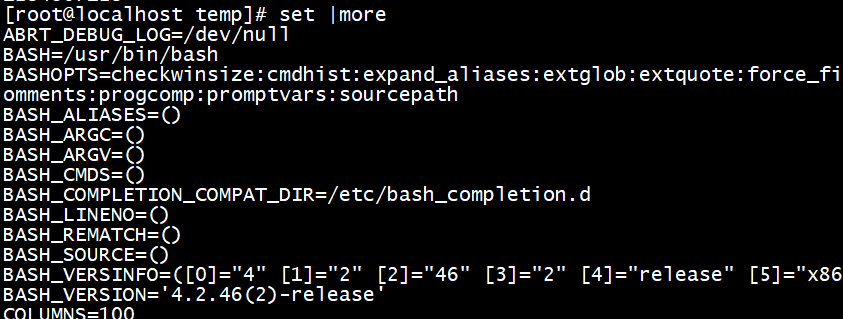 [root@localhost temp]# set |more
ABRT_DEBUG_LOG=/dev/null
BASH=/usr/bin/bash
BASHOPTS=checkwinsize:cmdhist:expand_aliases:extglob:extquote:force_fi
omments:progcomp:promptvars:sourcepath
BASH_ALIASES=()
BASH_ARGC=()
BASH_ARGV=()
BASH_CMDS=()
BASH_COMPLETION_COMPAT_DIR=/etc/bash_completion.d
BASH_LINENO=()
BASH_REMATCH=()
BASH_SOURCE=()
BASH_VERSINFO=([0]="4" [1]="2" [2]="46" [3]="2" [4]="release" [5]="x86
BASH_VERSION='4.2.46(2)-release'
COLUMNS=100